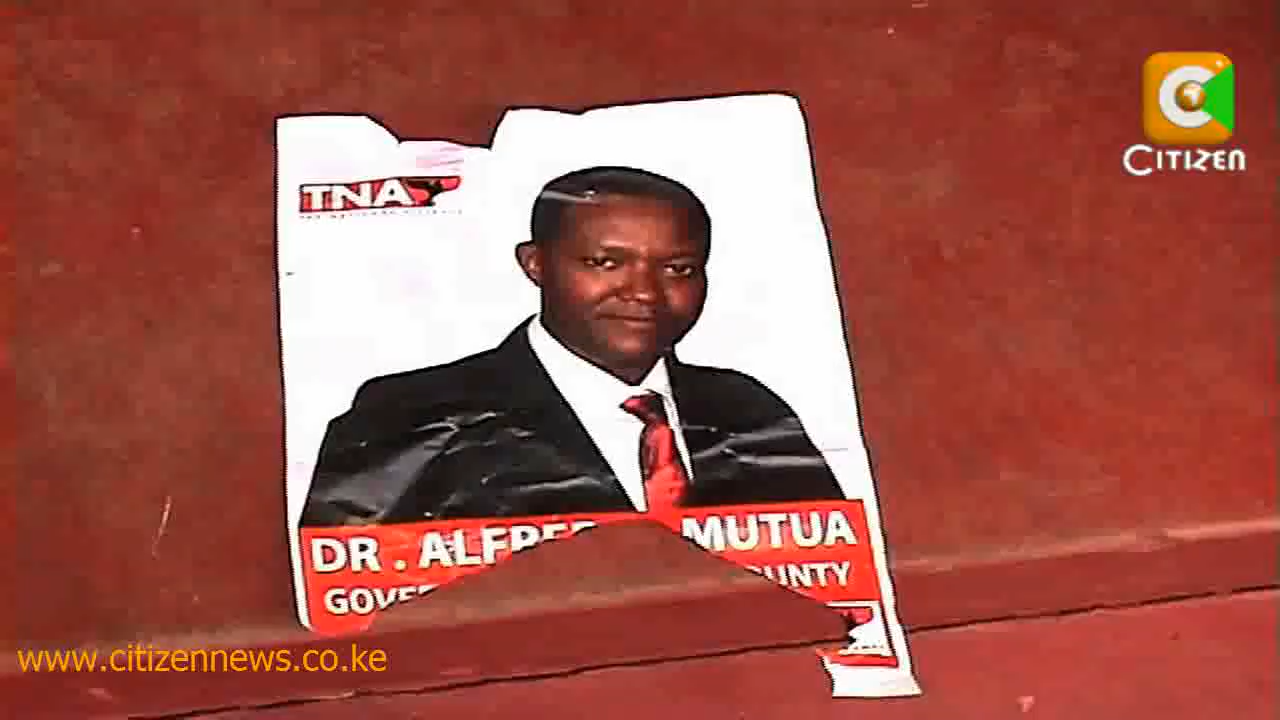 CITIZEN
TNA
DR . ALFRE MUTUA
GOVE UNTY
www.citizennews.co.ke